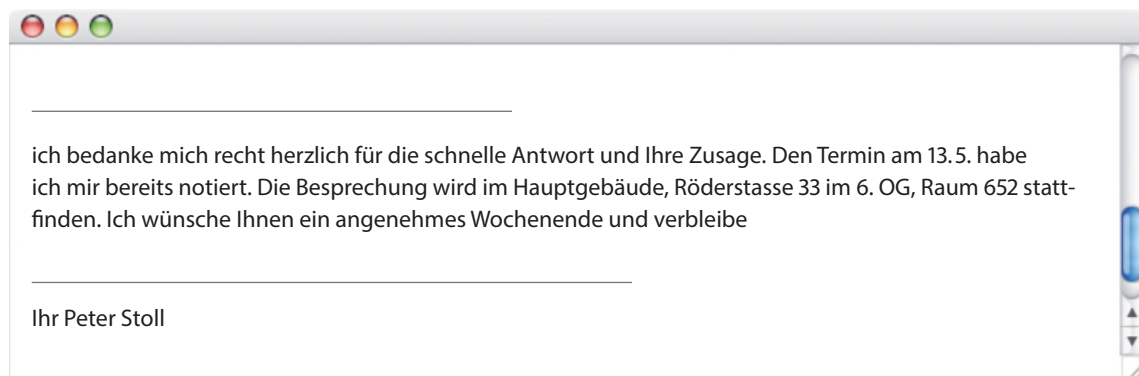 ich bedanke mich recht herzlich für die schnelle Antwort und Ihre Zusage. Den Termin am 13.5. habe
ich mir bereits notiert. Die Besprechung wird im Hauptgebäude, Röderstasse 33 im 6. OG, Raum 652 statt-
finden. Ich wünsche Ihnen ein angenehmes Wochenende und verbleibe
Ihr Peter Stoll